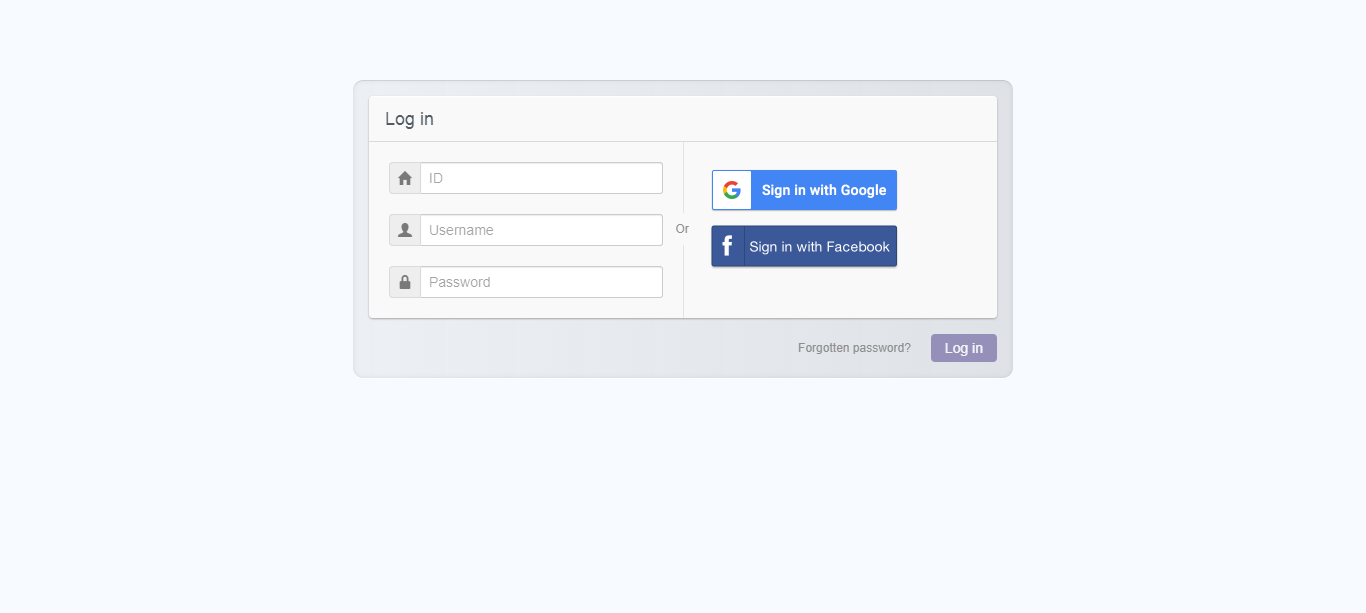 Log in
ID
Username
Password
Or
Sign in with Google
Sign in with Facebook
Forgotten password?
Log in